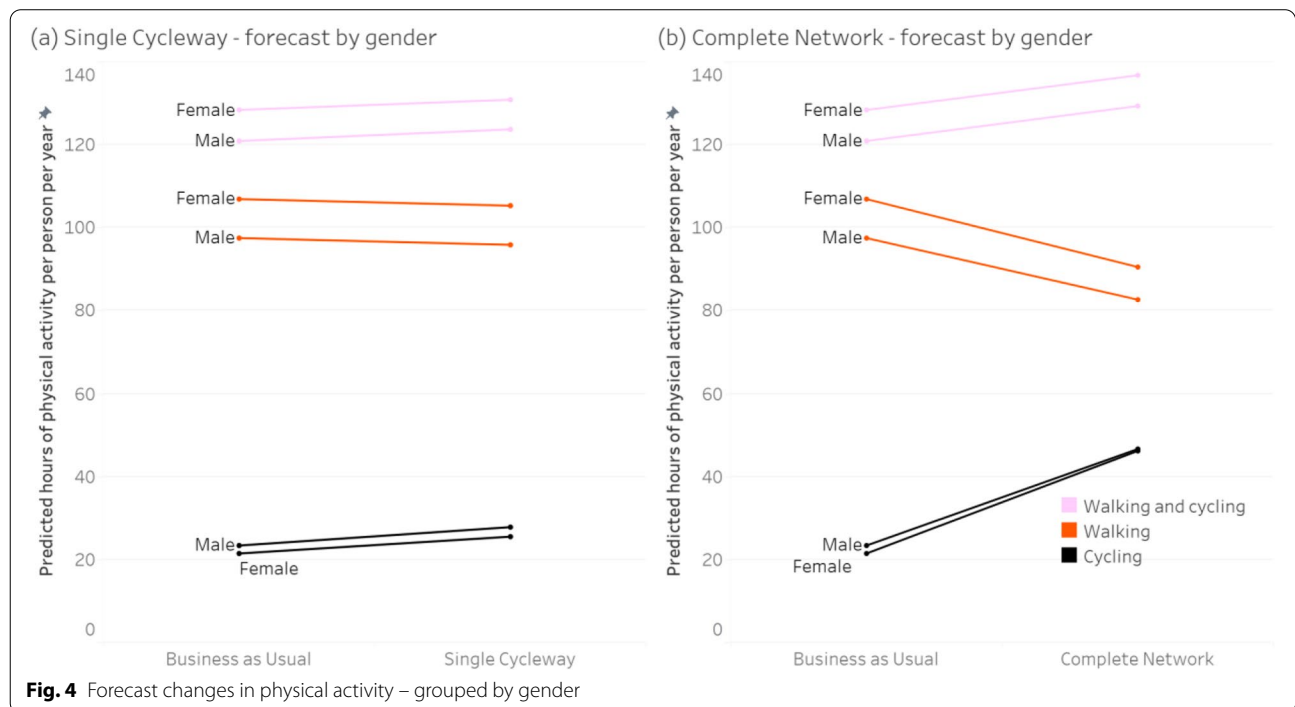 (a) Single Cycleway - forecast by gender
Predicted hours of physical activity per person per year
140
120
100
80
60
40
20
0
Female
Male
Female
Male
Male
Female
Business as Usual
Single Cycleway
(b) Complete Network - forecast by gender
Predicted hours of physical activity per person per year
140
120
100
80
60
40
20
0
Female
Male
Female
Male
Male
Female
Walking and cycling
Walking
Cycling
Business as Usual
Complete Network
Fig. 4 Forecast changes in physical activity – grouped by gender